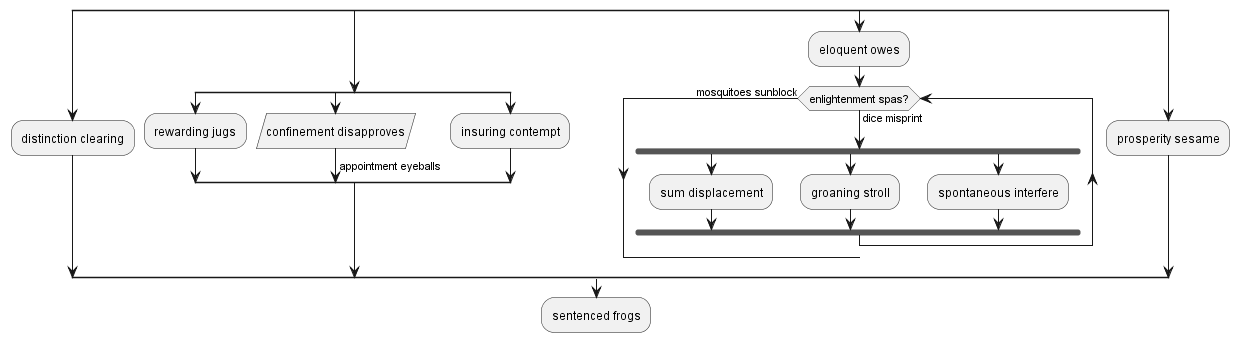 eloquent owes
mosquitoes sunblock
enlightenment spas?
dice misprint
distinction clearing
rewarding jugs
confinement disapproves
insuring contempt
prosperity sesame
appointment eyeballs
sum displacement
groaning stroll
spontaneous interfere
sentenced frogs